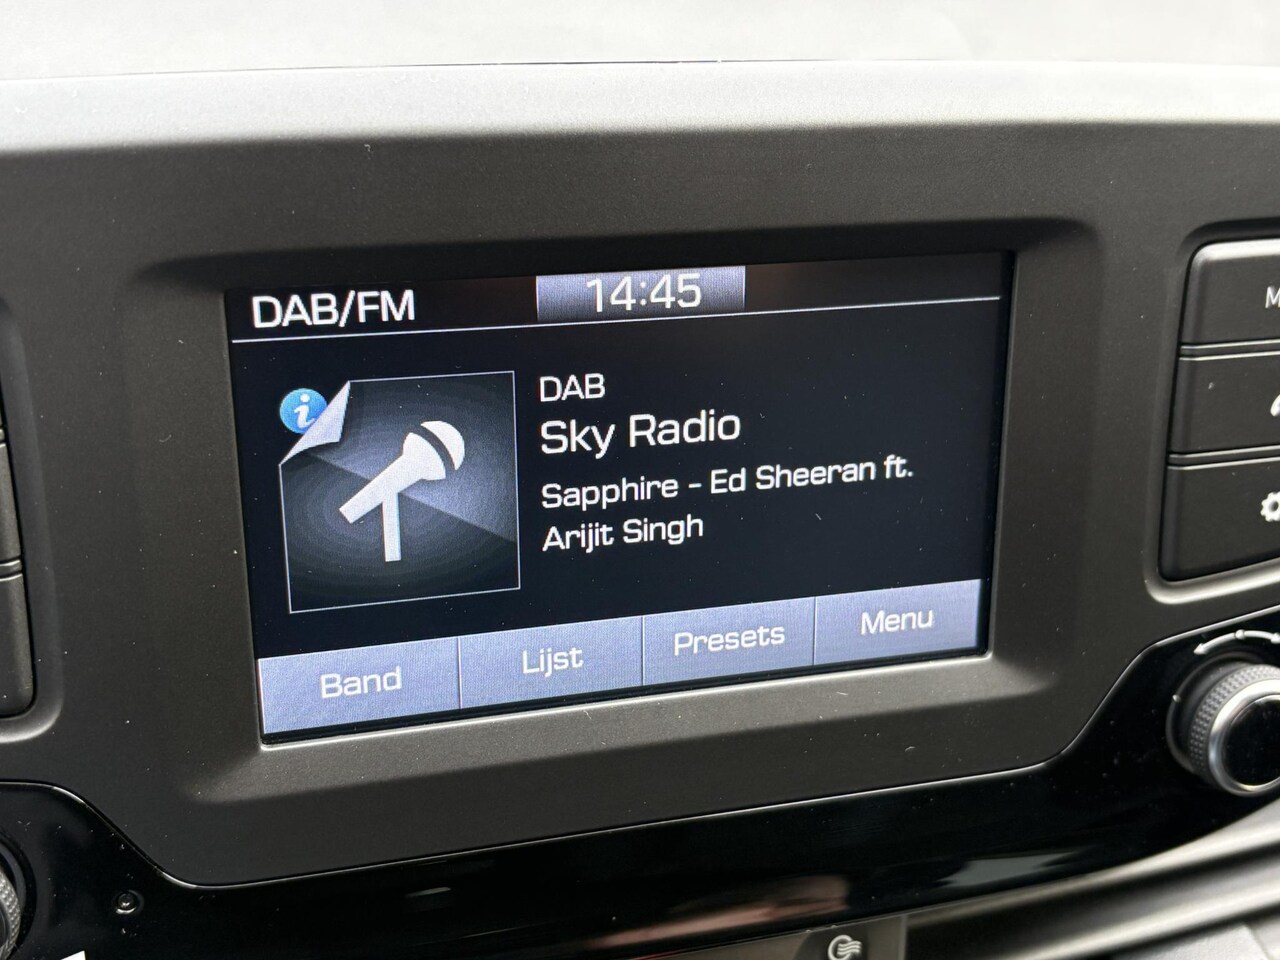 DAB/FM 14:45
DAB
Sky Radio
Sapphire - Ed Sheeran ft.
Arijit Singh
Band Lijst Presets Menu